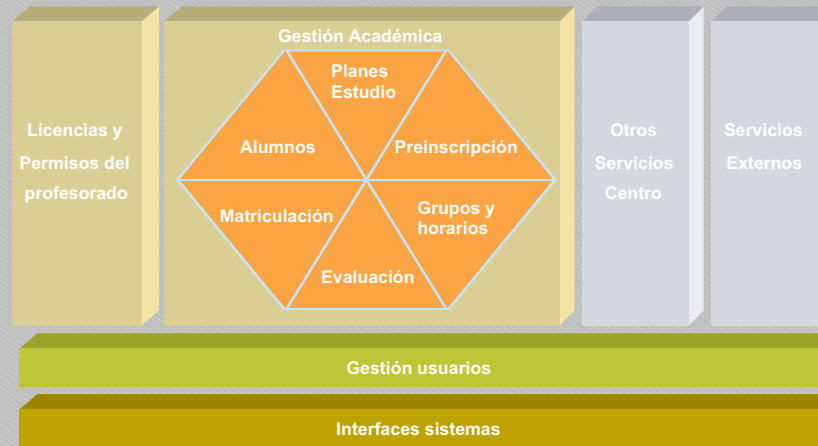 Gestión Académica
Planes
Estudio
Alumnos
Preinscripción
Matriculación
Grupos y
horarios
Evaluación
Licencias y
Permisos del
profesorado
Otros
Servicios
Centro
Servicios
Externos
Gestión usuarios
Interfaces sistemas